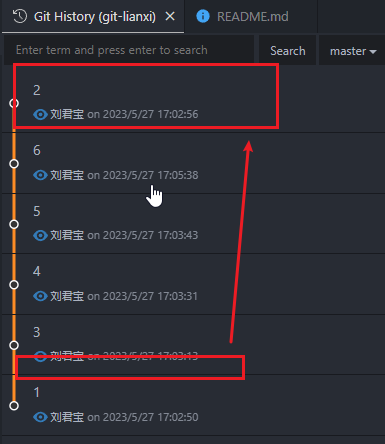 Git History (git-lianxi)
README.md
Enter term and press enter to search
Search
master
2
刘君宝 on 2023/5/27 17:02:56
6
刘君宝 on 2023/5/27 17:05:38
5
刘君宝 on 2023/5/27 17:03:43
4
刘君宝 on 2023/5/27 17:03:31
3
刘君宝 on 2023/5/27 17:03:13
1
刘君宝 on 2023/5/27 17:02:50